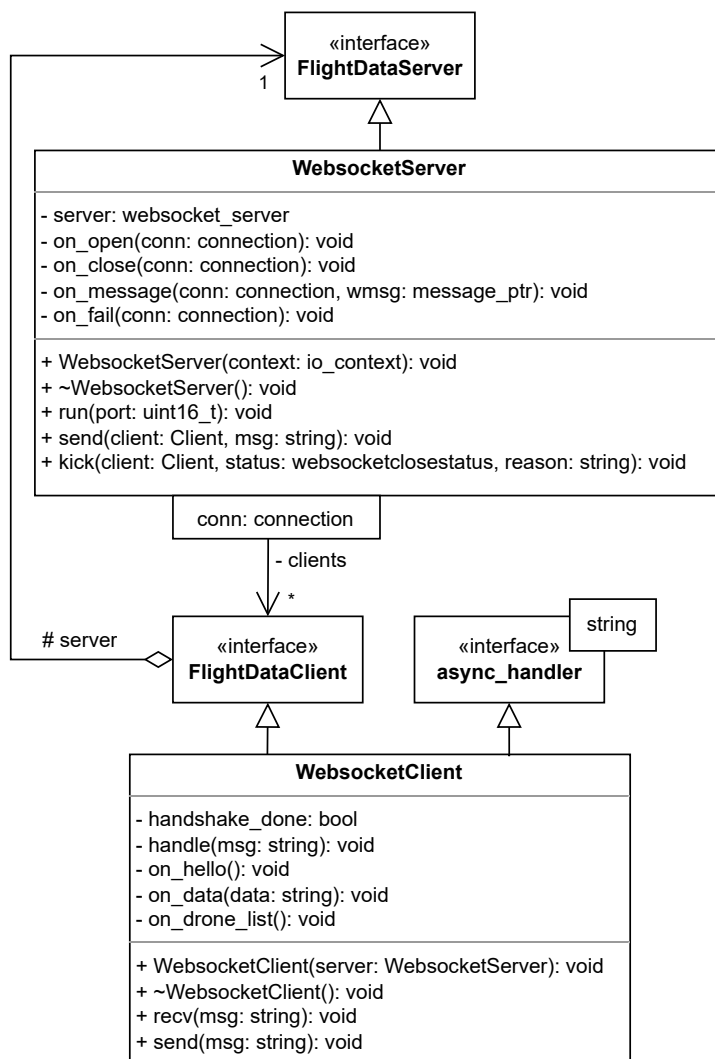 «interface»
FlightDataServer
1
WebsocketServer
- server: websocket_server
- on_open(conn: connection): void
- on_close(conn: connection): void
- on_message(conn: connection, wmsg: message_ptr): void
- on_fail(conn: connection): void
+ WebsocketServer(context: io_context): void
+ ~WebsocketServer(): void
+ run(port: uint16_t): void
+ send(client: Client, msg: string): void
+ kick(client: Client, status: websocketclosestatus, reason: string): void
conn: connection
- clients
*
# server
«interface»
FlightDataClient
string
«interface»
async_handler
WebsocketClient
- handshake_done: bool
- handle(msg: string): void
- on_hello(): void
- on_data(data: string): void
- on_drone_list(): void
+ WebsocketClient(server: WebsocketServer): void
+ ~WebsocketClient(): void
+ recv(msg: string): void
+ send(msg: string): void